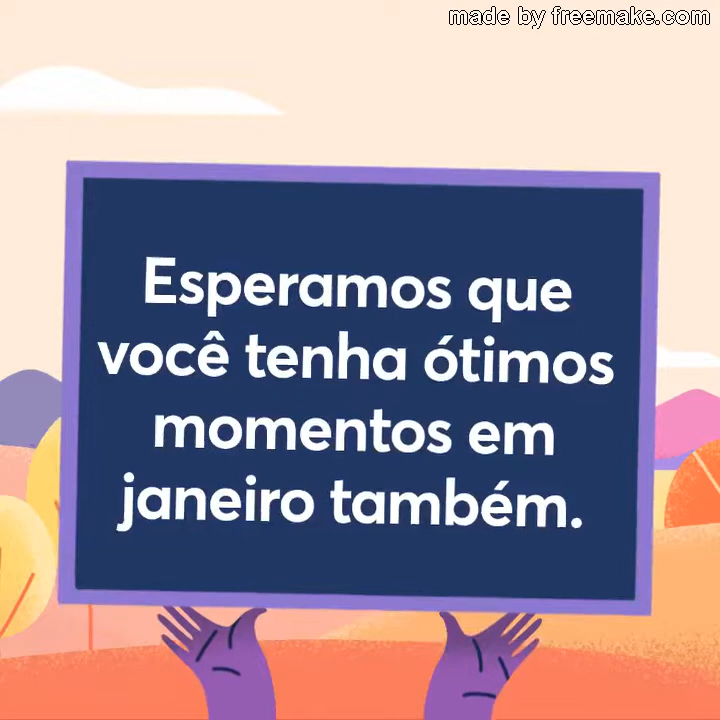 made by freemake.com
Esperamos que
você tenha ótimos
momentos em
janeiro também.